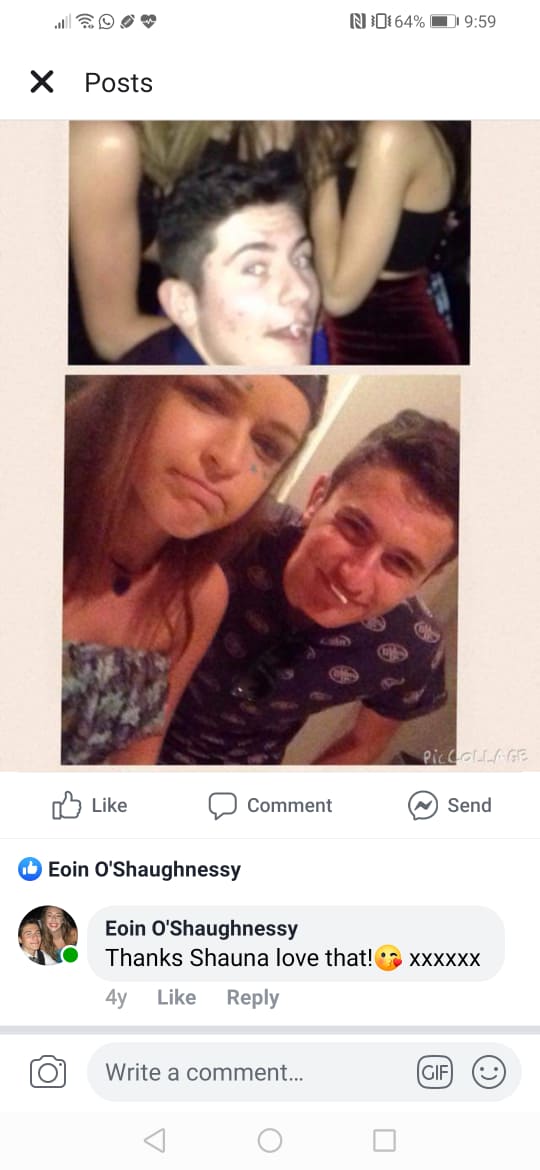 64% 9:59
Posts
PicCOLLAGE
Like Comment Send
Eoin O'Shaughnessy
Eoin O'Shaughnessy
Thanks Shauna love that!😘 xxxxxx
4y Like Reply
Write a comment...
GIF